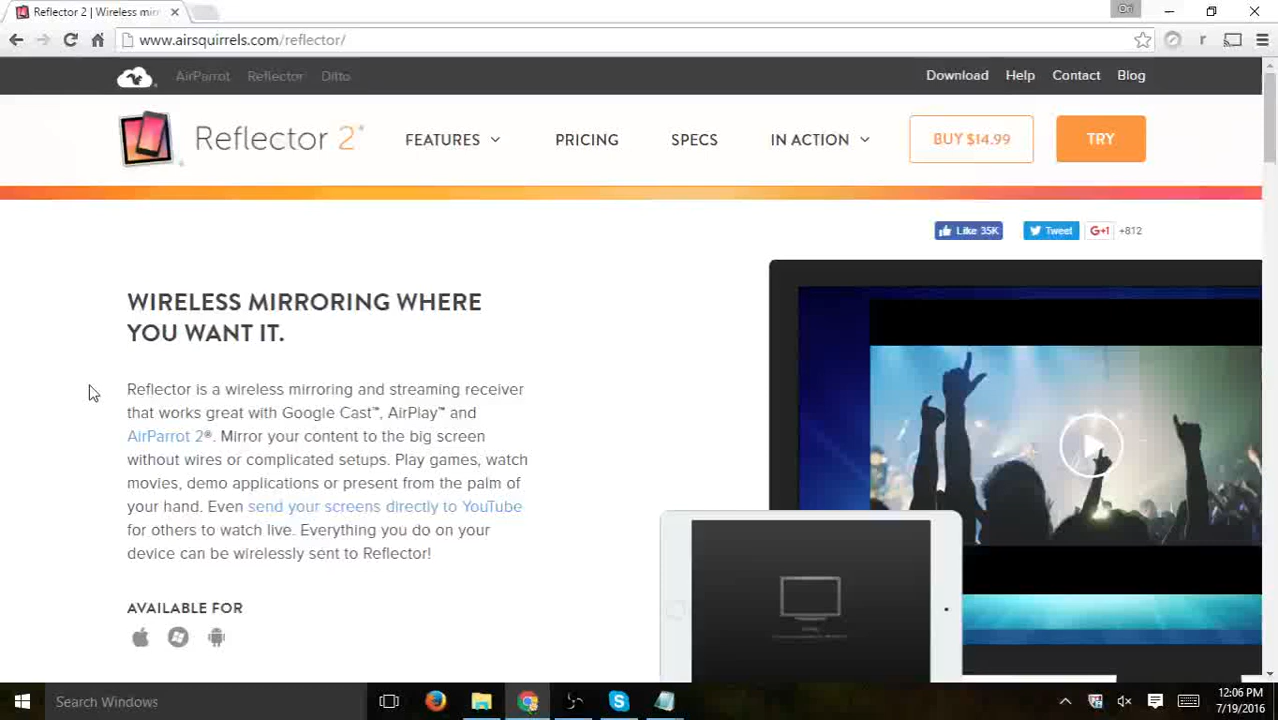 Reflector 2 | Wireless mir
Ori
www.airsquirrels.com/reflector/
AirParrot Reflector Ditto
Download Help Contact Blog
Reflector 2
FEATURES PRICING SPECS IN ACTION BUY $14.99 TRY
Like 35K Tweet G+1 +812
WIRELESS MIRRORING WHERE
YOU WANT IT.
Reflector is a wireless mirroring and streaming receiver
that works great with Google Cast™, AirPlay™ and
AirParrot 2®. Mirror your content to the big screen
without wires or complicated setups. Play games, watch
movies, demo applications or present from the palm of
your hand. Even send your screens directly to YouTube
for others to watch live. Everything you do on your
device can be wirelessly sent to Reflector!
AVAILABLE FOR
Search Windows
12:06 PM
7/19/2016